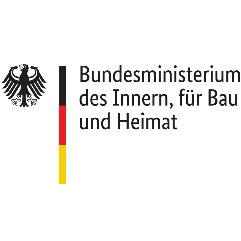 Bundesministerium
des Innern, für Bau
und Heimat